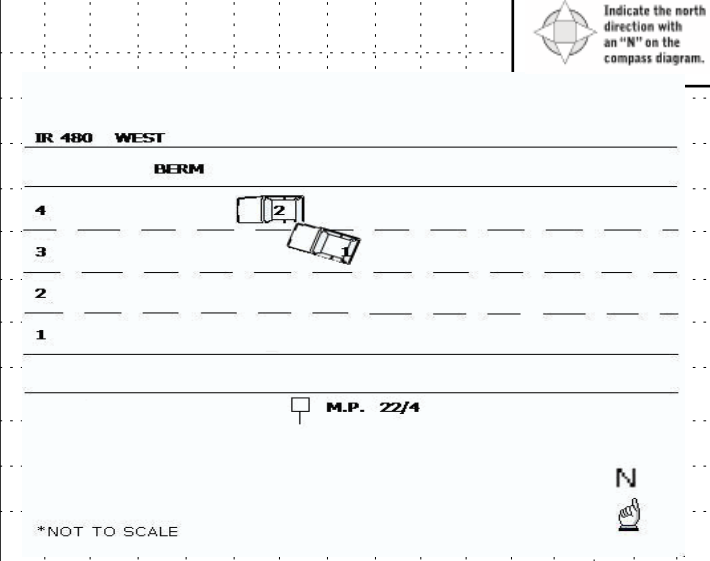 Indicate the north
direction with
an "N" on the
compass diagram.
IR 480 WEST
BERM
4
2
3
1
2
1
M.P. 22/4
N
*NOT TO SCALE